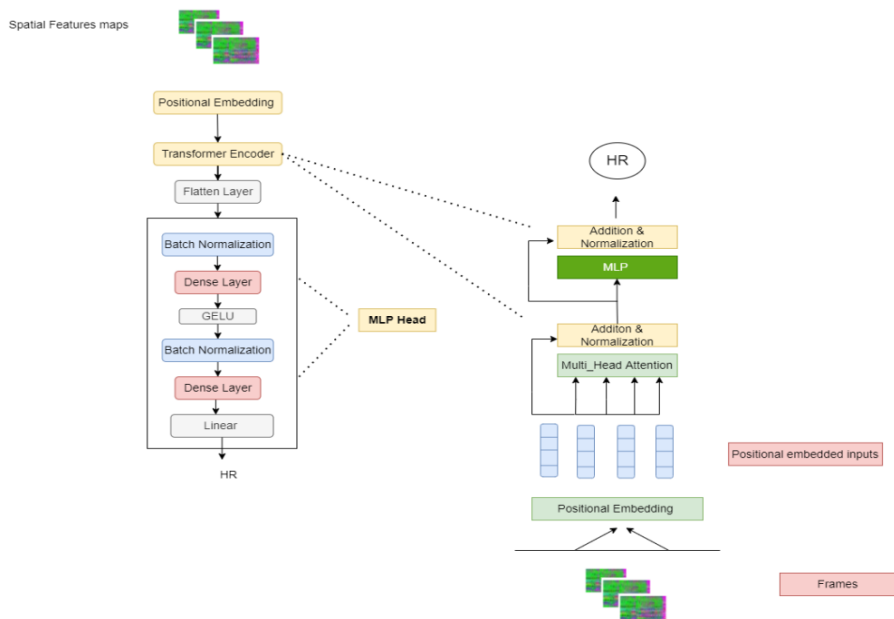 Spatial Features maps
Positional Embedding
Transformer Encoder
Flatten Layer
Batch Normalization
Dense Layer
GELU
Batch Normalization
Dense Layer
Linear
HR
MLP Head
HR
Addition &
Normalization
MLP
Additon &
Normalization
Multi_Head Attention
Positional embedded inputs
Positional Embedding
Frames